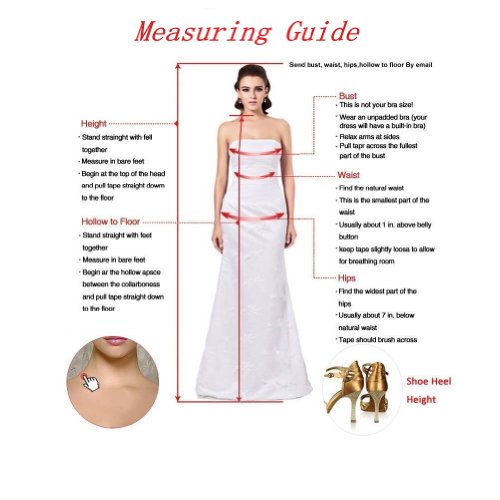 Measuring Guide
Send bust, waist, hips,hollow to floor By email
Height
· Stand strainght with fell
together
· Measure in bare feet
· Begin at the top of the head
and pull tape straight down
to the floor
Hollow to Floor
· Stand straight with feet
together
· Measure in bare feet
· Begin ar the hollow apsce
between the collarboness
and pull tape straight down
to the floor
Bust
· This is not your bra size!
· Wear an unpadded bra (your
dress will have a built-in bra)
· Relax arms at sides
· Pull tapr across the fullest
part of the bust
Waist
· Find the natural waist
· This is the smallest part of the
waist
· Usually about 1 in. above belly
button
· keep tape slightly loosa to allow
for breathing room
Hips
· Find the widest part of the
hips
· Usually about 7 in. below
natural waist
· Tape should brush across
Shoe Heel
Height